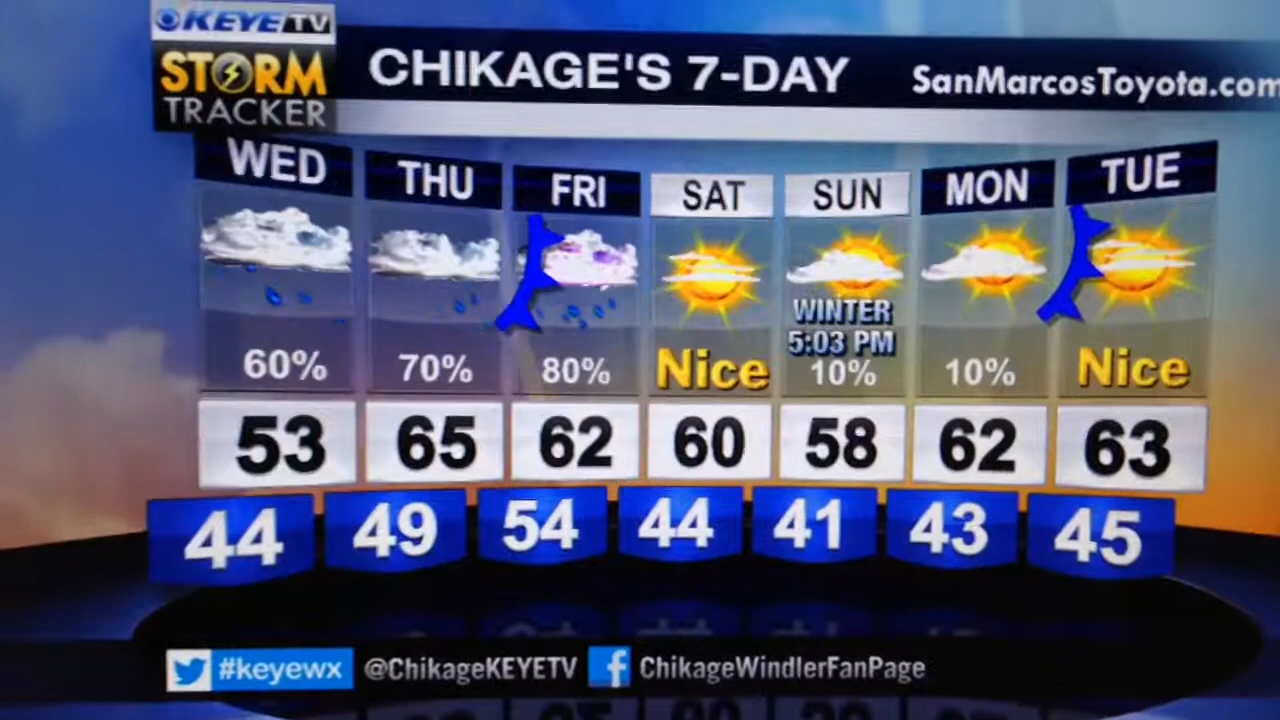 KEYE TV
STORM
TRACKER
CHIKAGE'S 7-DAY
SanMarcosToyota.com
WED THU FRI SAT SUN MON TUE
WINTER
5:03 PM
60% 70% 80% Nice 10% 10% Nice
53 65 62 60 58 62 63
44 49 54 44 41 43 45
#keyewx @ChikageKEYETV f ChikageWindlerFanPage